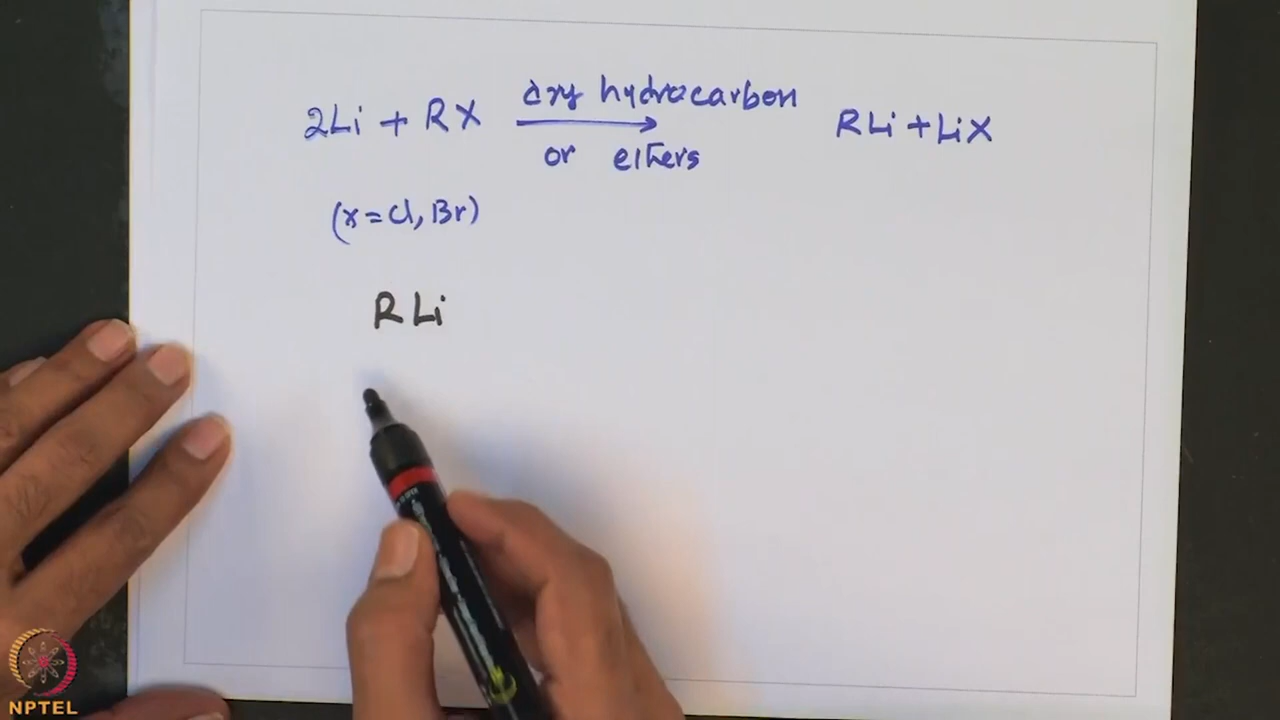 dry hydrocarbon
2Li + RX ⟶ RLi + LiX
or ethers
(x = Cl, Br)
RLi
NPTEL